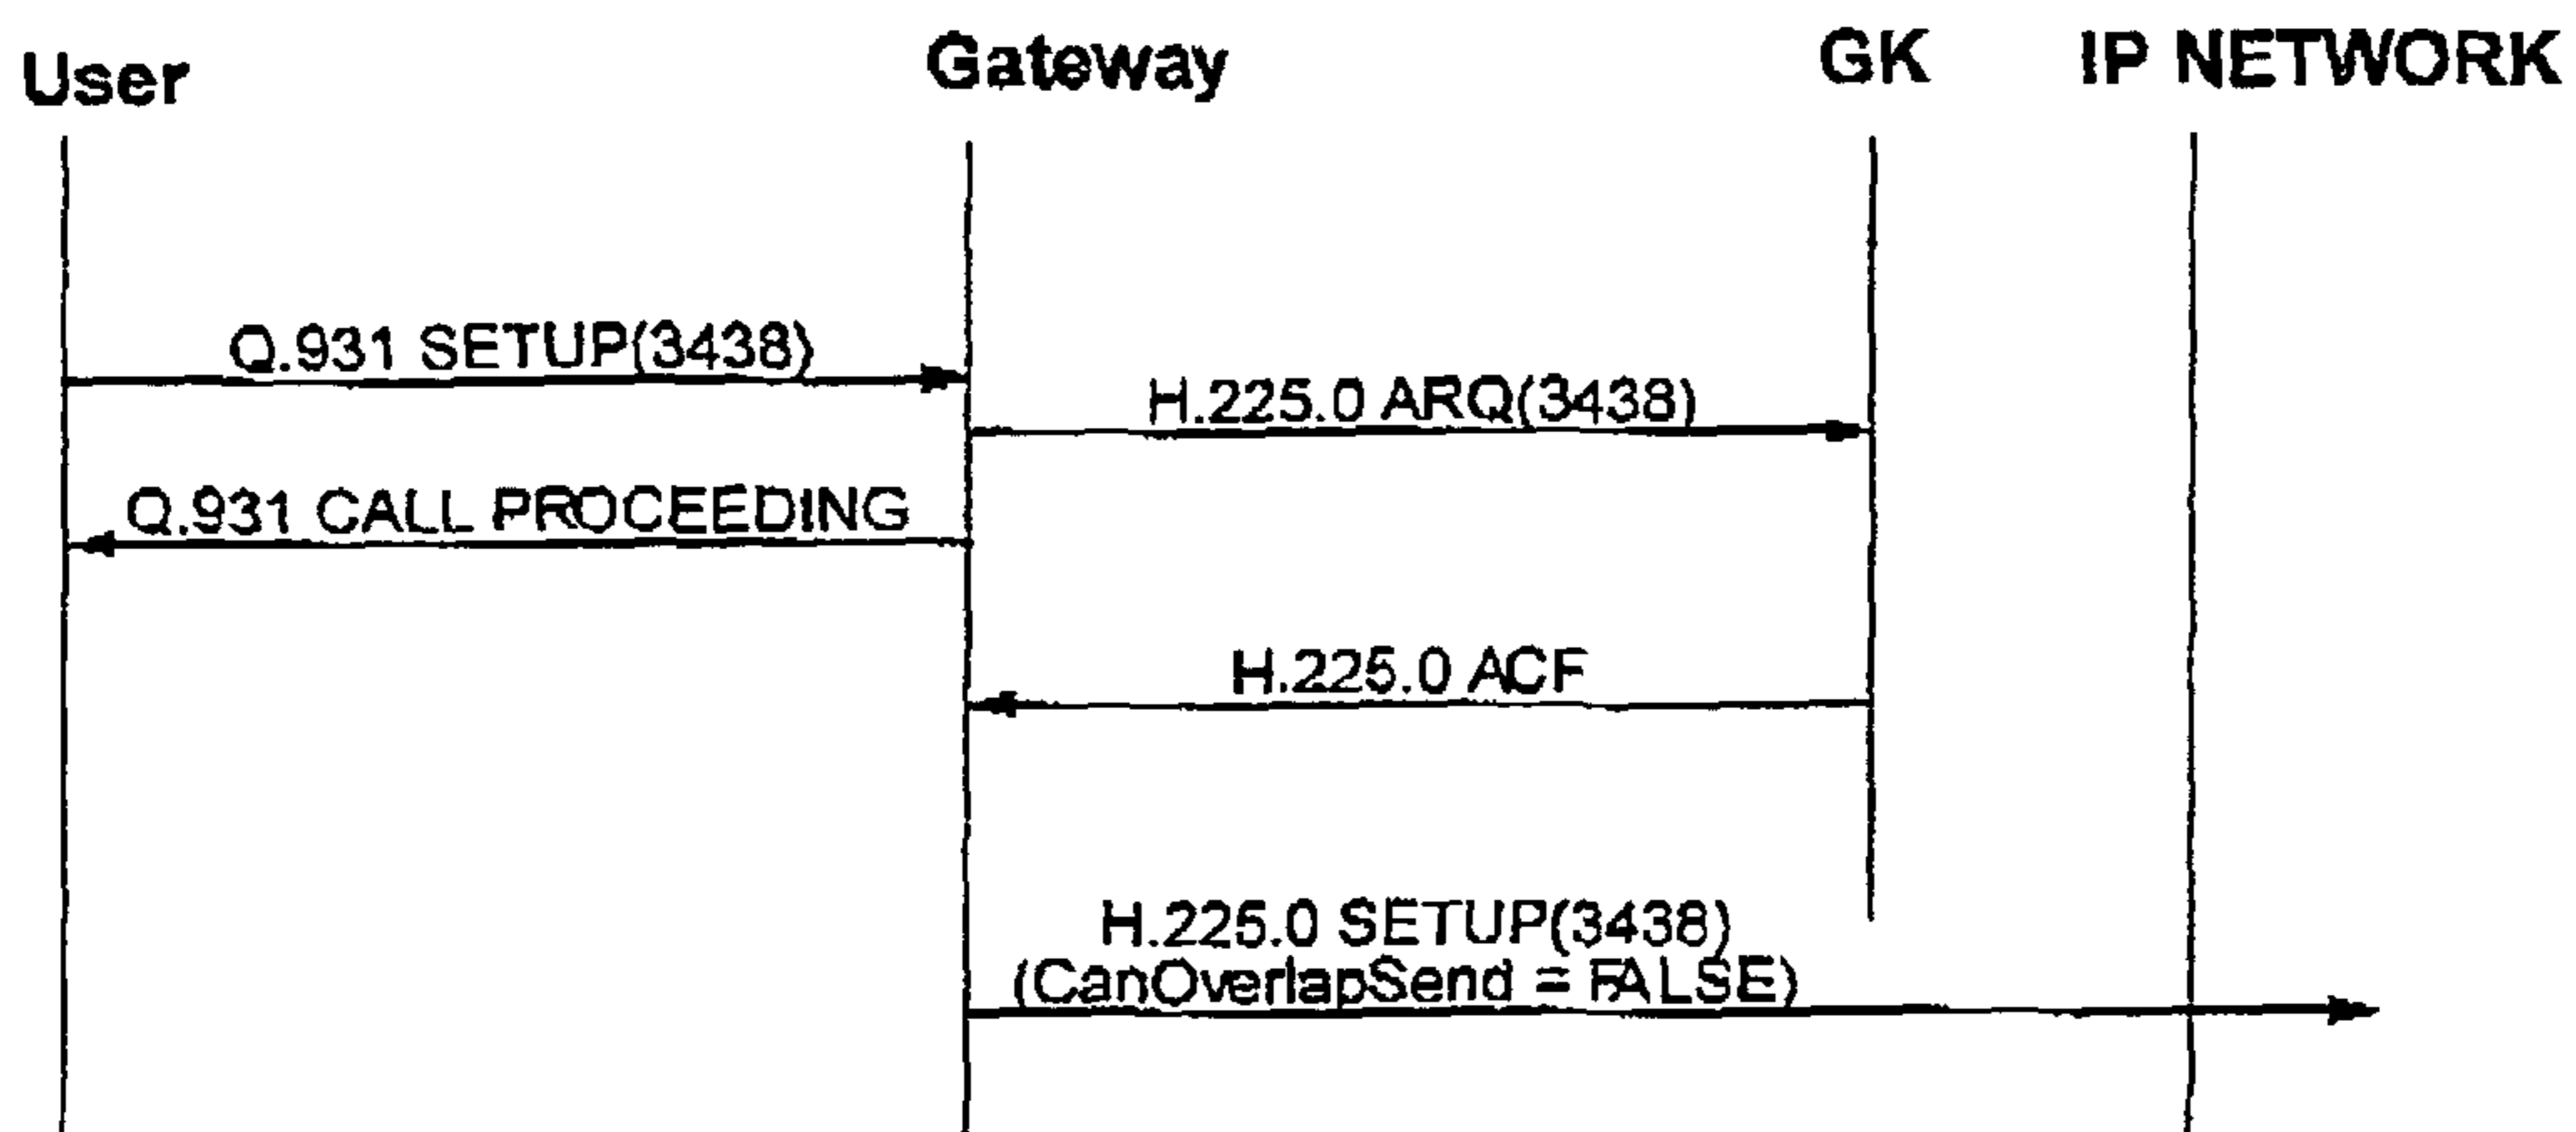 User Gateway GK IP NETWORK
Q.931 SETUP(3438)
H.225.0 ARQ(3438)
Q.931 CALL PROCEEDING
H.225.0 ACF
H.225.0 SETUP(3438)
(CanOverlapSend = FALSE)